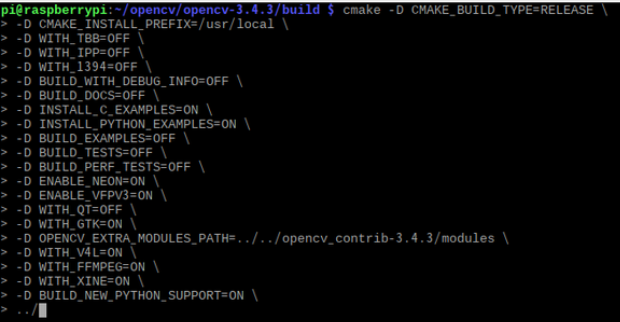 pi@raspberrypi:~/opencv/opencv-3.4.3/build $ cmake -D CMAKE_BUILD_TYPE=RELEASE \
> -D CMAKE_INSTALL_PREFIX=/usr/local \
> -D WITH_TBB=OFF \
> -D WITH_IPP=OFF \
> -D WITH_1394=OFF \
> -D BUILD_WITH_DEBUG_INFO=OFF \
> -D BUILD_DOCS=OFF \
> -D INSTALL_C_EXAMPLES=ON \
> -D INSTALL_PYTHON_EXAMPLES=ON \
> -D BUILD_EXAMPLES=OFF \
> -D BUILD_TESTS=OFF \
> -D BUILD_PERF_TESTS=OFF \
> -D ENABLE_NEON=ON \
> -D ENABLE_VFPV3=ON \
> -D WITH_QT=OFF \
> -D WITH_GTK=ON \
> -D OPENCV_EXTRA_MODULES_PATH=../../opencv_contrib-3.4.3/modules \
> -D WITH_V4L=ON \
> -D WITH_FFMPEG=ON \
> -D WITH_XINE=ON \
> -D BUILD_NEW_PYTHON_SUPPORT=ON \
> ../